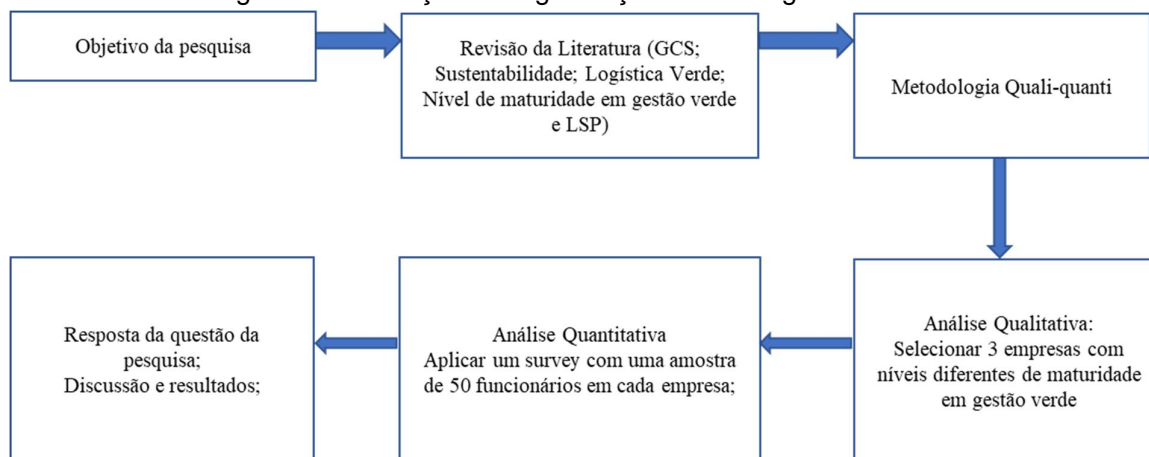 Objetivo da pesquisa
Revisão da Literatura (GCS;
Sustentabilidade; Logística Verde;
Nível de maturidade em gestão verde
e LSP)
Metodologia Quali-quanti
Análise Qualitativa:
Selecionar 3 empresas com
níveis diferentes de maturidade
em gestão verde
Análise Quantitativa
Aplicar um survey com uma amostra
de 50 funcionários em cada empresa;
Resposta da questão da
pesquisa;
Discussão e resultados;